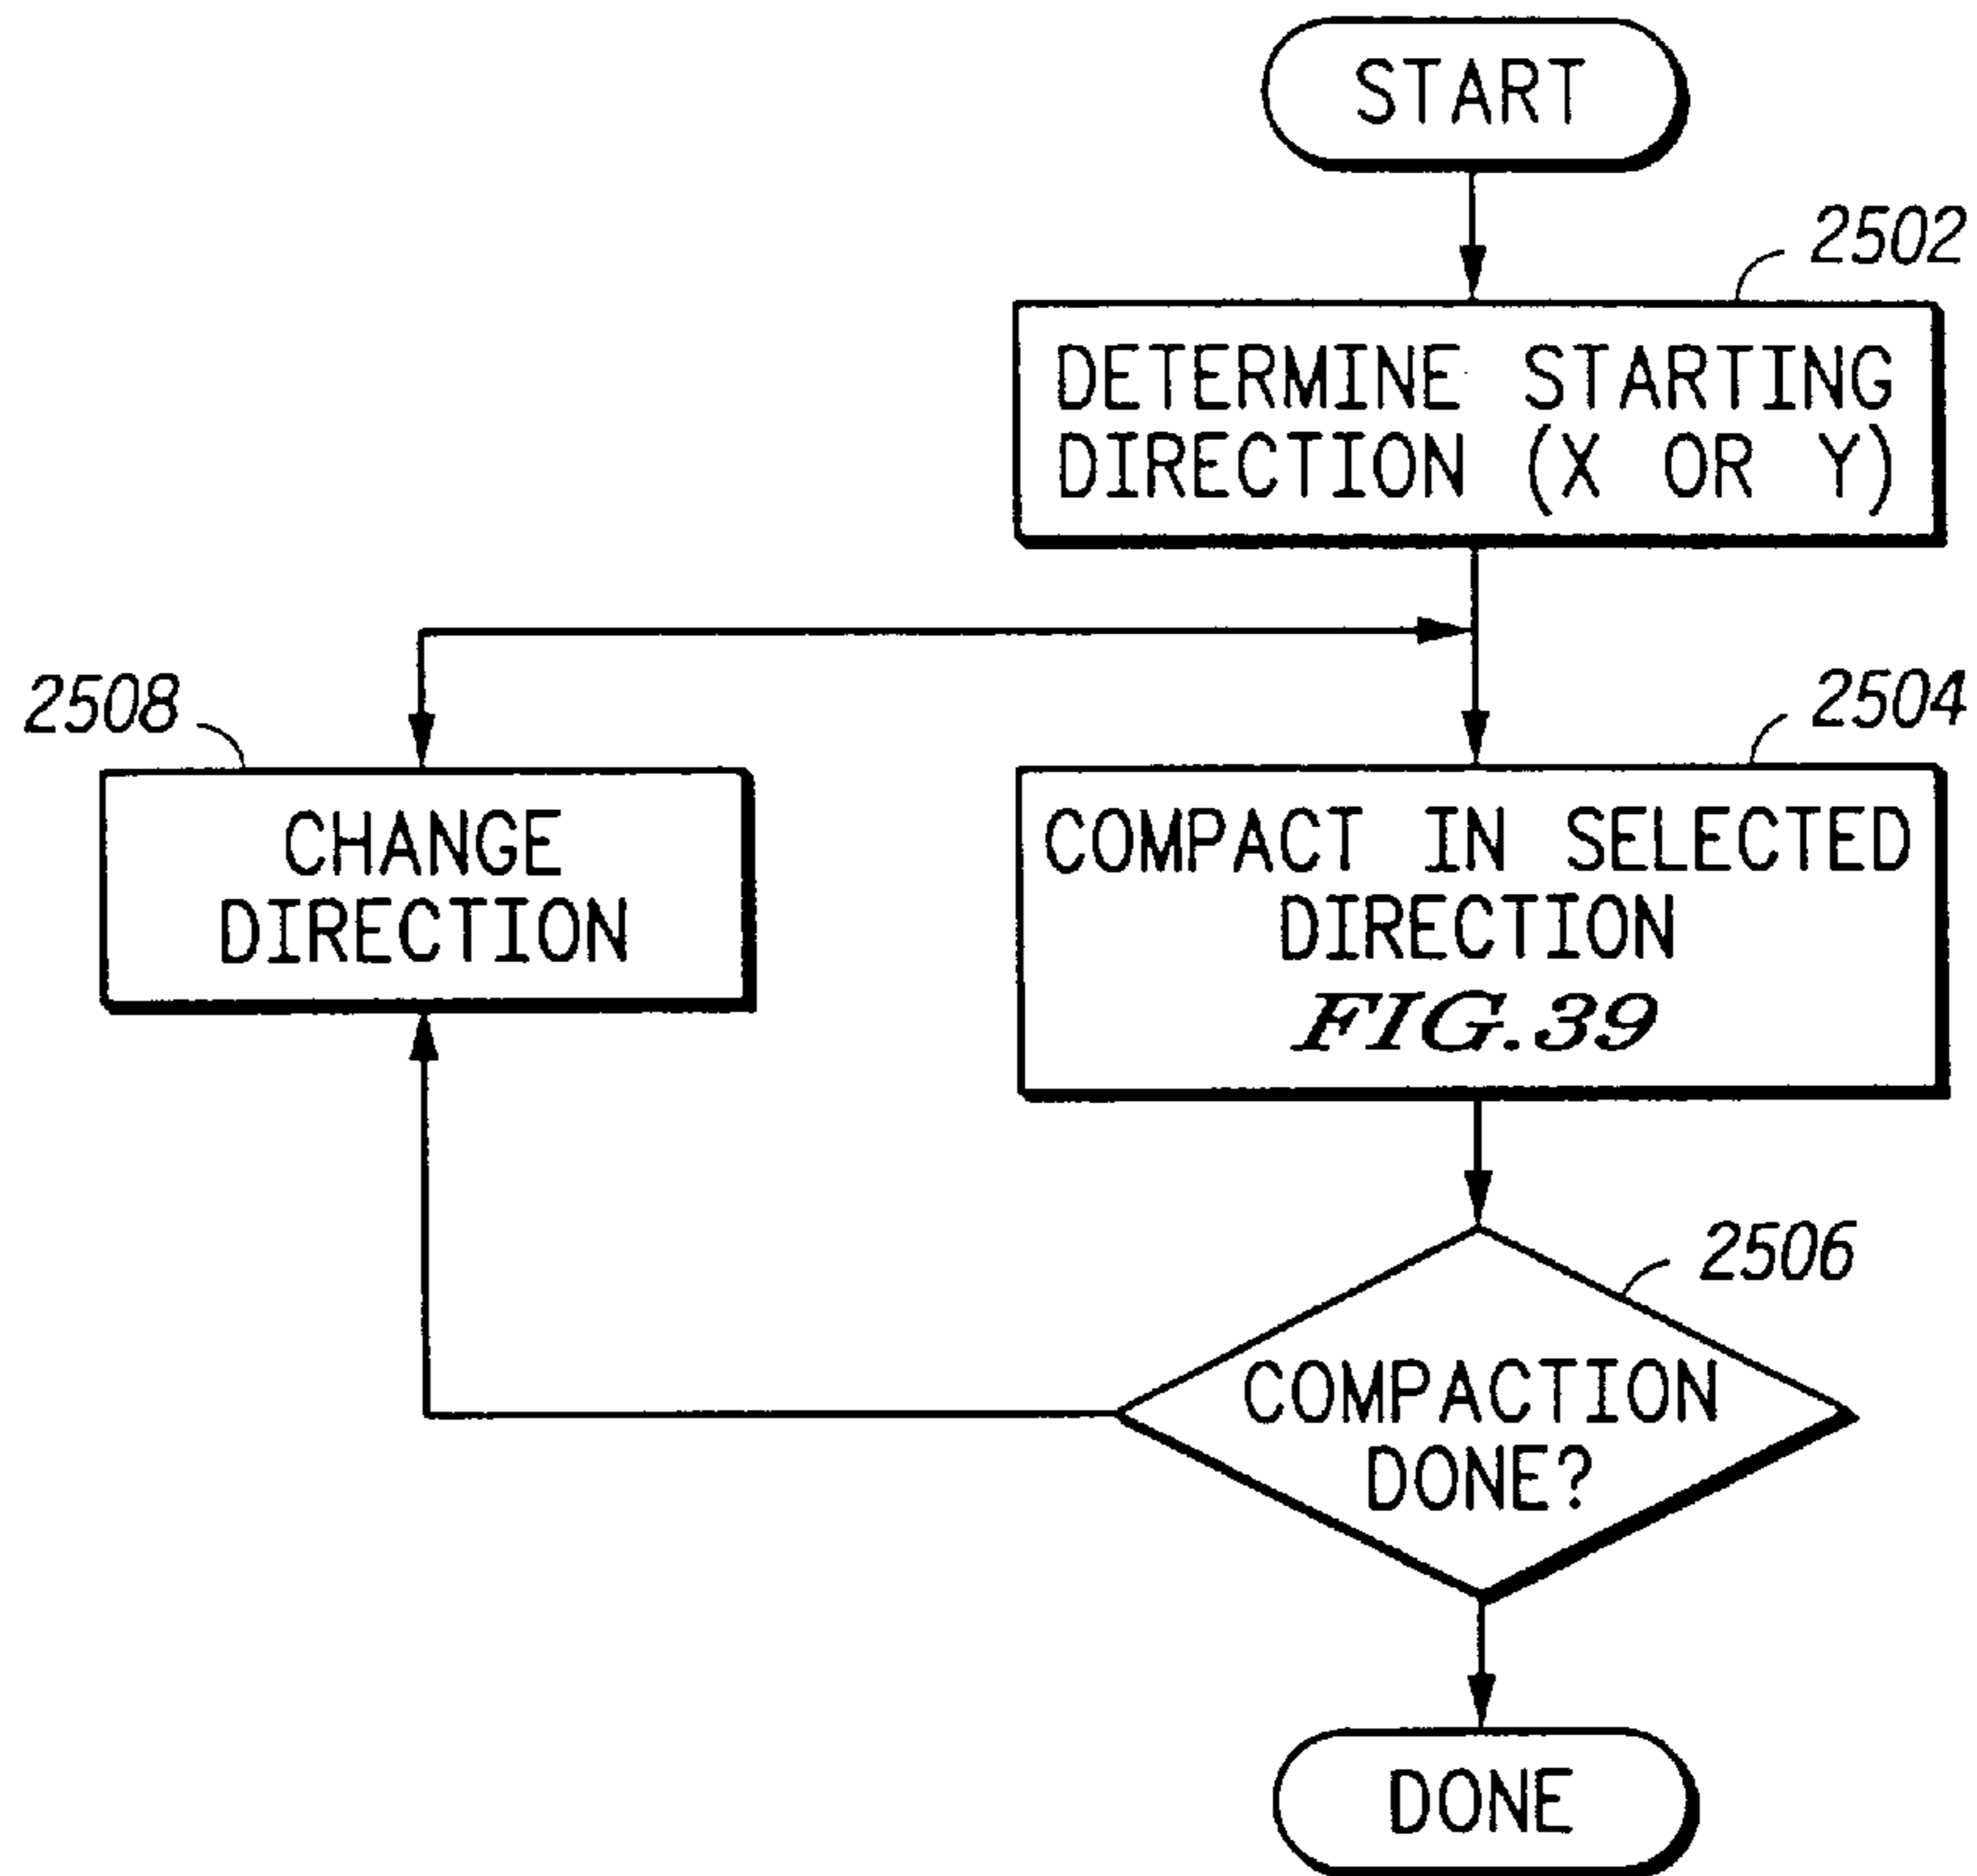 START
2502
DETERMINE STARTING
DIRECTION (X OR Y)
2508
2504
CHANGE
DIRECTION
COMPACT IN SELECTED
DIRECTION
FIG.39
2506
COMPACTION
DONE?
DONE